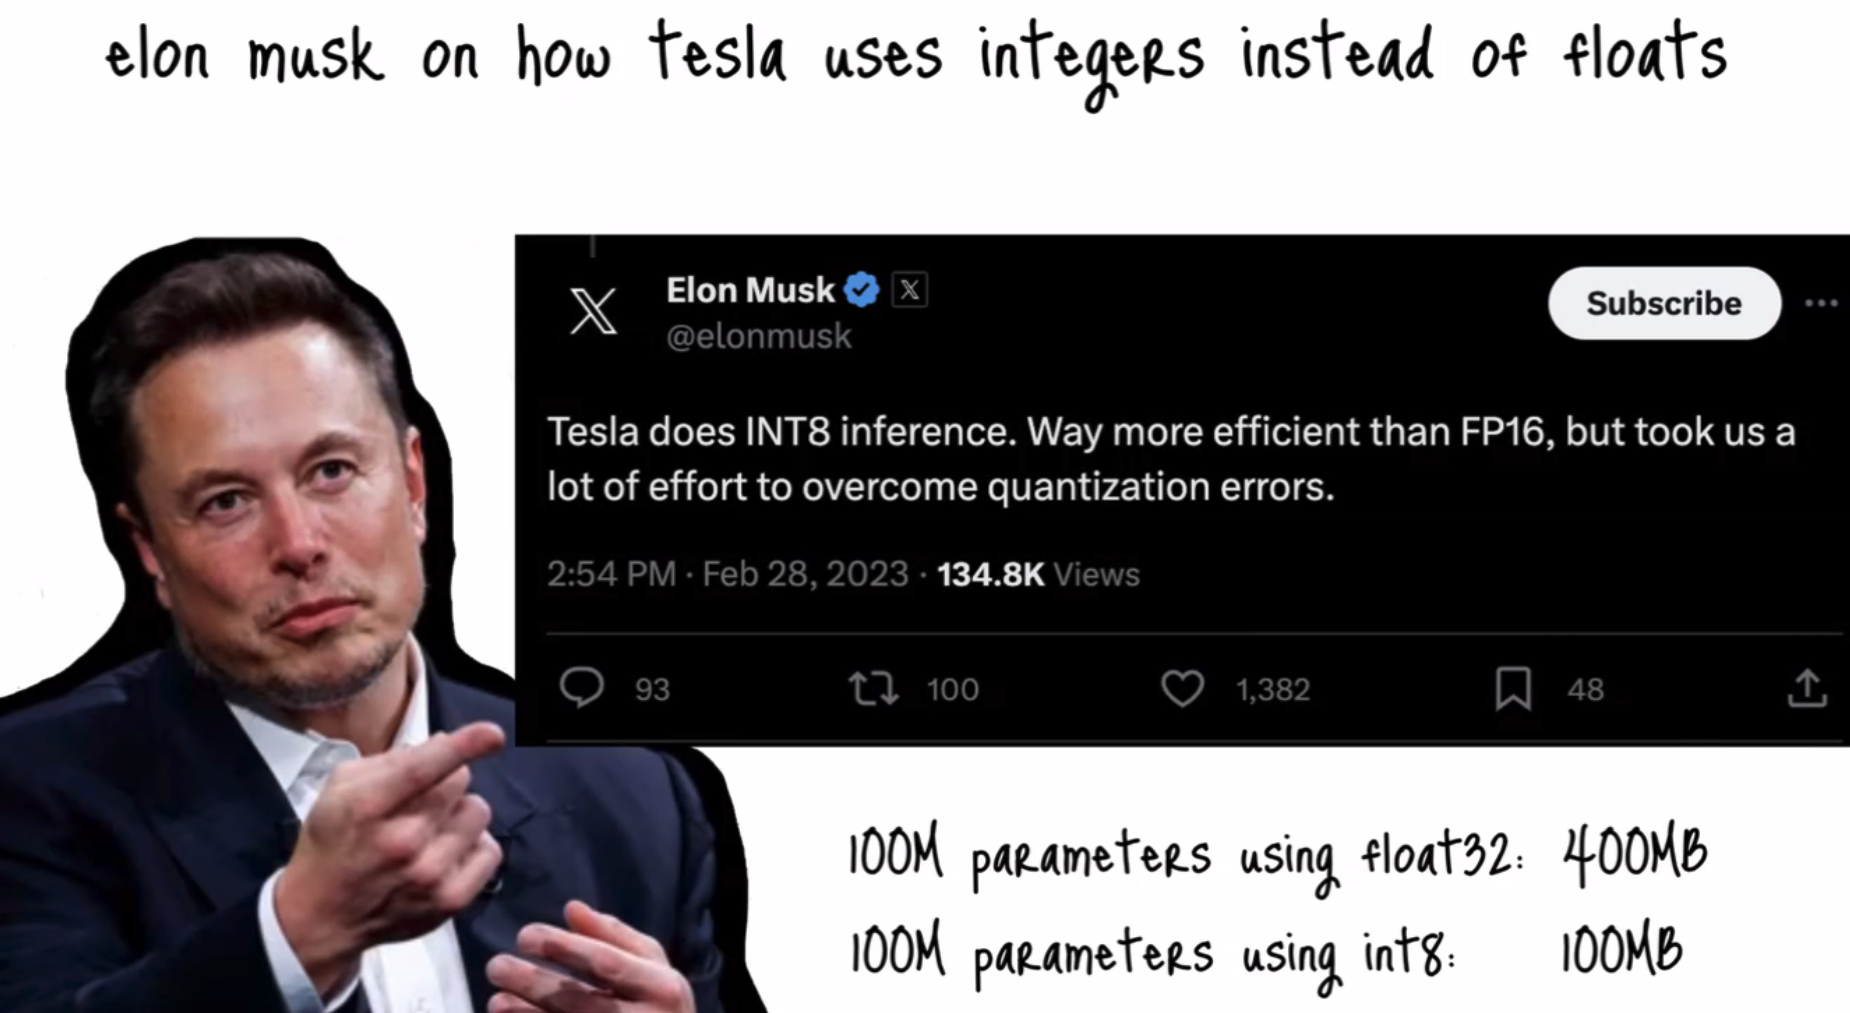 elon musk on how tesla uses integers instead of floats
Elon Musk
@elonmusk
Subscribe
Tesla does INT8 inference. Way more efficient than FP16, but took us a
lot of effort to overcome quantization errors.
2:54 PM · Feb 28, 2023 · 134.8K Views
93 100 1,382 48
100M parameters using float32: 400MB
100M parameters using int8: 100MB